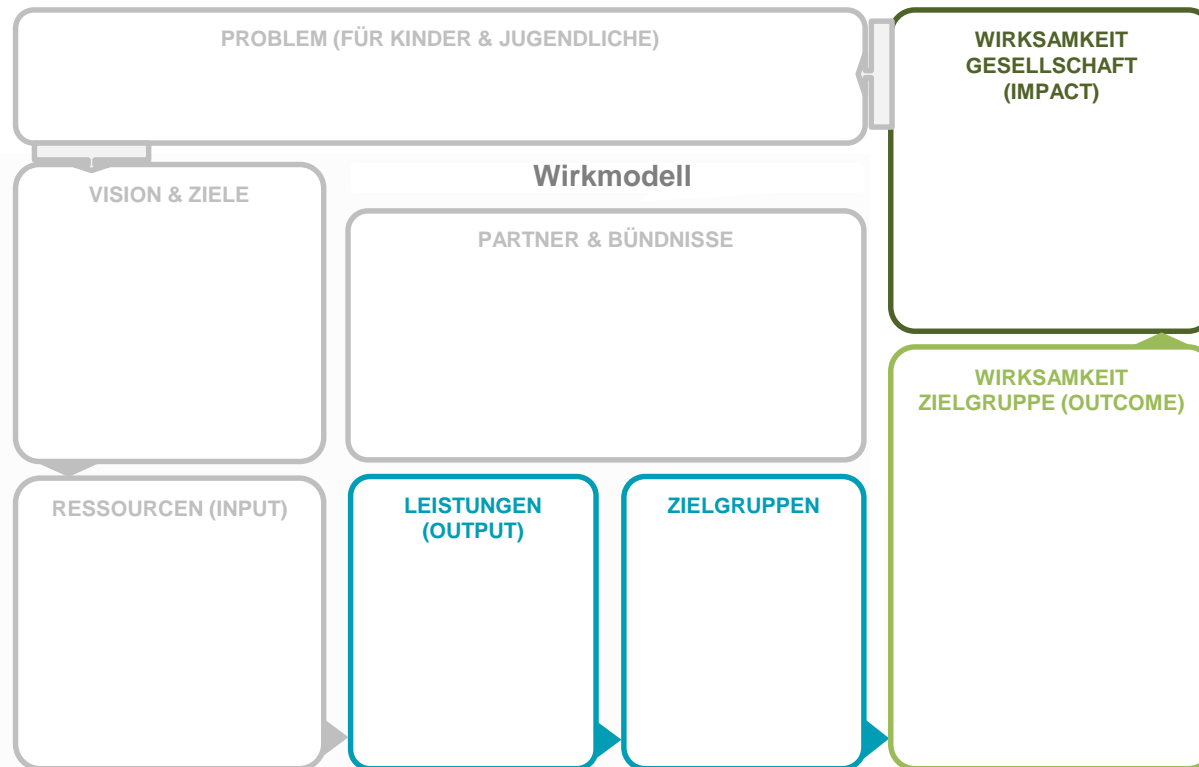 PROBLEM (FÜR KINDER & JUGENDLICHE)
WIRKSAMKEIT
GESELLSCHAFT
(IMPACT)
Wirkmodell
VISION & ZIELE
PARTNER & BÜNDNISSE
WIRKSAMKEIT
ZIELGRUPPE (OUTCOME)
RESSOURCEN (INPUT)
LEISTUNGEN
(OUTPUT)
ZIELGRUPPEN